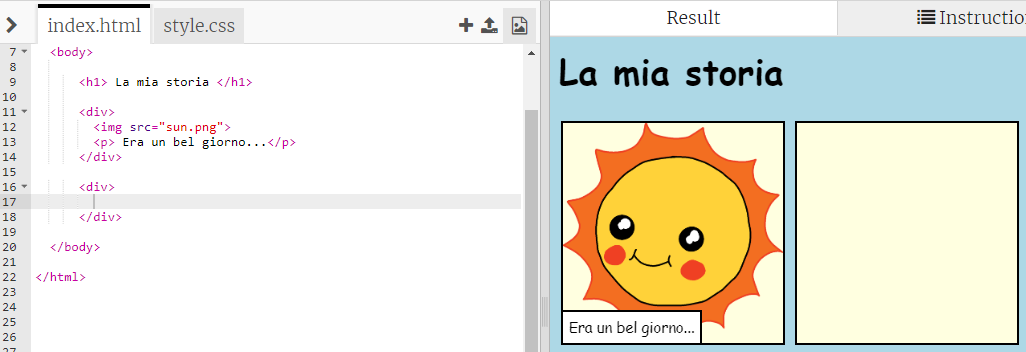 index.html style.css
Result Instruction
7 <body>
8
9 <h1> La mia storia </h1>
10
11 <div>
12 <img src="sun.png">
13 <p> Era un bel giorno...</p>
14 </div>
15
16 <div>
17
18 </div>
19
20 </body>
21
22 </html>
23
24
25
26
27
La mia storia
Era un bel giorno...